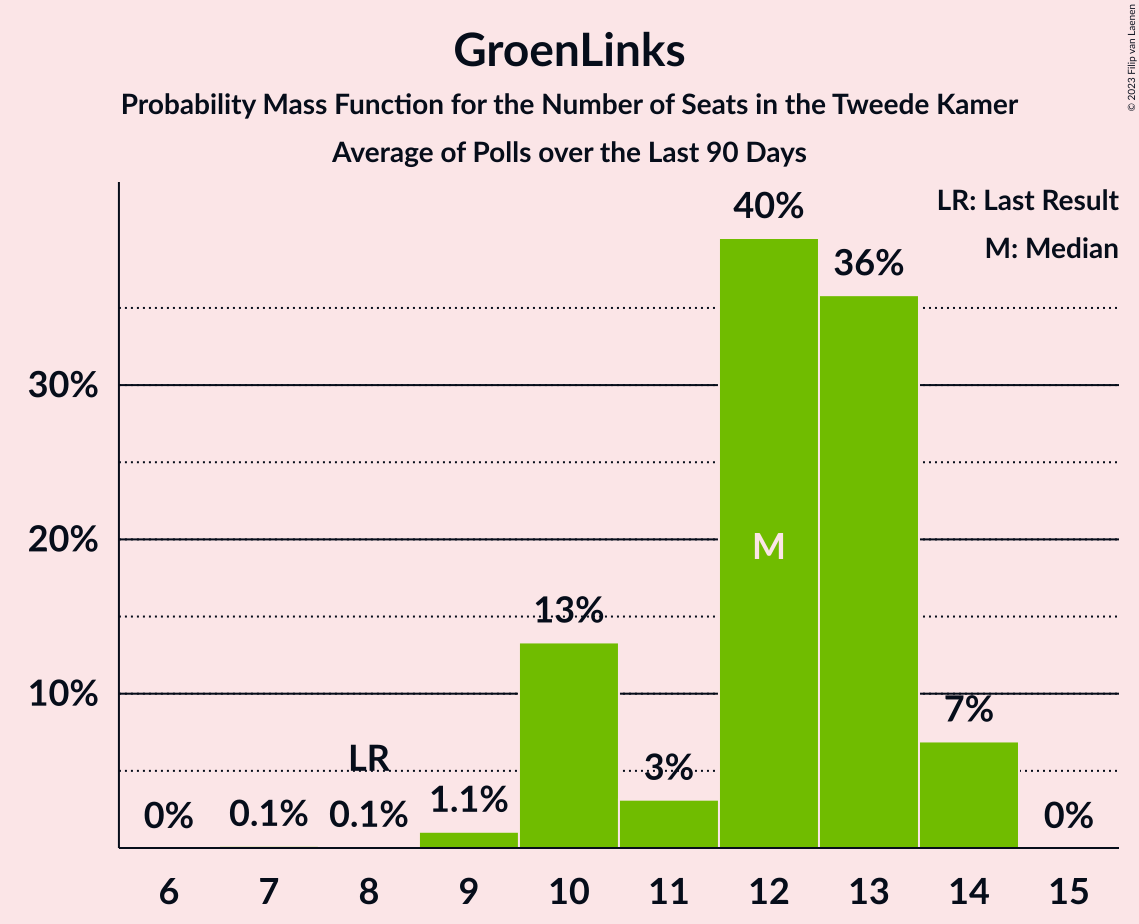 GroenLinks
Probability Mass Function for the Number of Seats in the Tweede Kamer
Average of Polls over the Last 90 Days
© 2023 Filip van Laenen
LR: Last Result
M: Median
40%
36%
30%
20%
M
13%
10%
7%
LR
3%
1.1%
0% 0.1% 0.1% 0%
6 7 8 9 10 11 12 13 14 15